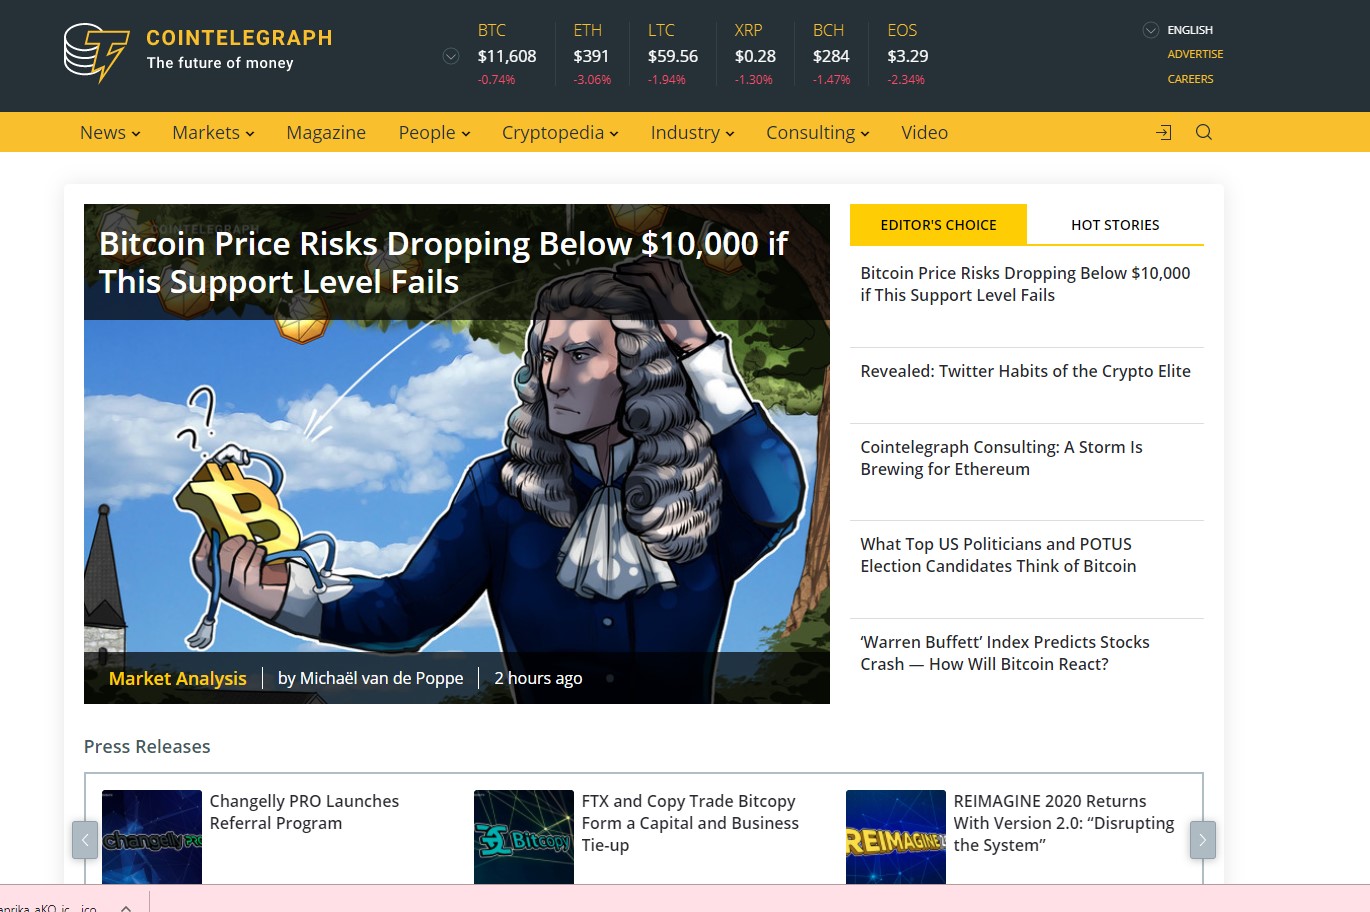 COINTELEGRAPH
The future of money
BTC
$11,608
-0.74%
ETH
$391
-3.06%
LTC
$59.56
-1.94%
XRP
$0.28
-1.30%
BCH
$284
-1.47%
EOS
$3.29
-2.34%
ENGLISH
ADVERTISE
CAREERS
News Markets Magazine People Cryptopedia Industry Consulting Video
Bitcoin Price Risks Dropping Below $10,000 if
This Support Level Fails
Market Analysis by Michaël van de Poppe 2 hours ago
EDITOR'S CHOICE HOT STORIES
Bitcoin Price Risks Dropping Below $10,000
if This Support Level Fails
Revealed: Twitter Habits of the Crypto Elite
Cointelegraph Consulting: A Storm Is
Brewing for Ethereum
What Top US Politicians and POTUS
Election Candidates Think of Bitcoin
‘Warren Buffett’ Index Predicts Stocks
Crash — How Will Bitcoin React?
Press Releases
changelly PRO
Changelly PRO Launches
Referral Program
Bitcopy
FTX and Copy Trade Bitcopy
Form a Capital and Business
Tie-up
REIMAGINE
REIMAGINE 2020 Returns
With Version 2.0: “Disrupting
the System”